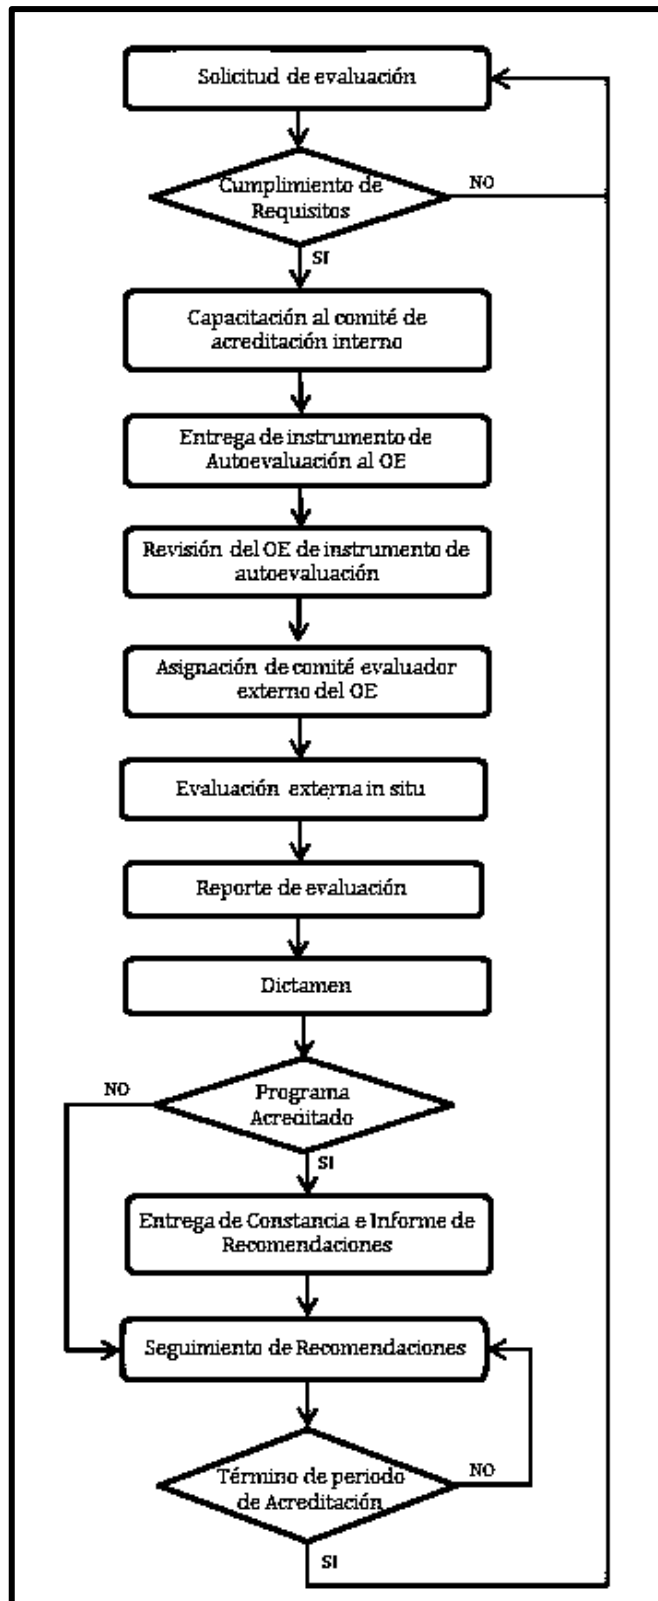 Solicitud de evaluación
Cumplimiento de
Requisitos
NO
SI
Capacitación al comité de
acreditación interno
Entrega de instrumento de
Autoevaluación al OE
Revisión del OE de instrumento de
autoevaluación
Asignación de comité evaluador
externo del OE
Evaluación externa in situ
Reporte de evaluación
Dictamen
NO
Programa
Acreditado
SI
Entrega de Constancia e Informe de
Recomendaciones
Seguimiento de Recomendaciones
Término de periodo
de Acreditación
NO
SI